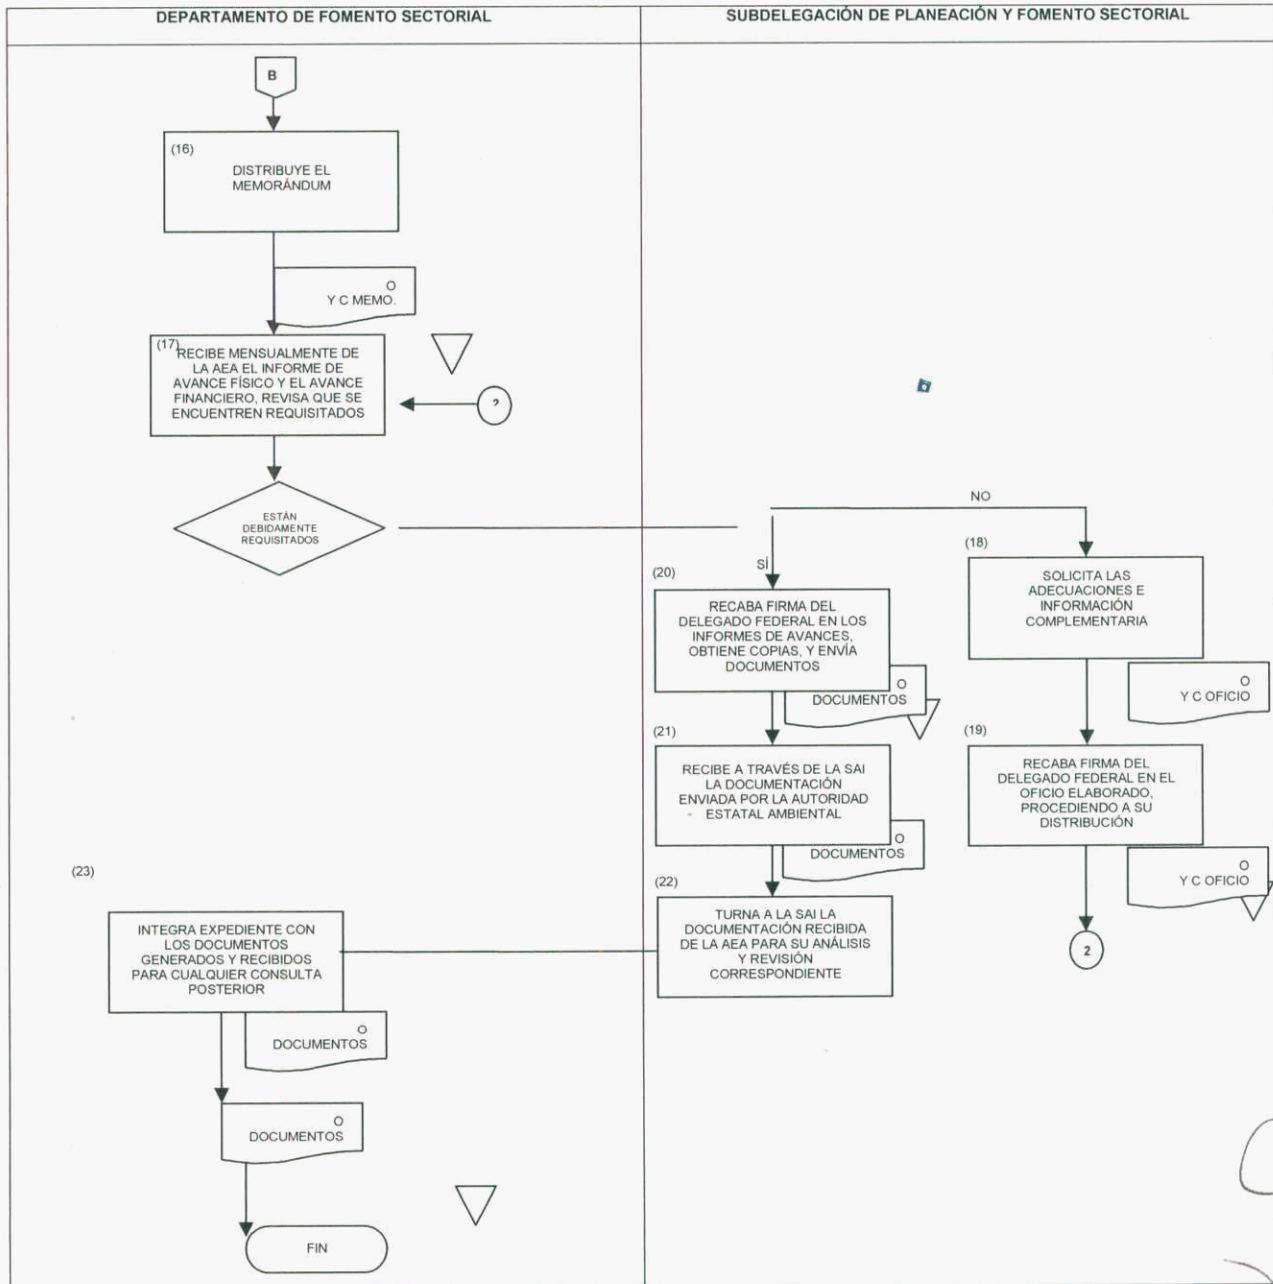 DEPARTAMENTO DE FOMENTO SECTORIAL
SUBDELEGACIÓN DE PLANEACIÓN Y FOMENTO SECTORIAL
B
(16)
DISTRIBUYE EL
MEMORÁNDUM
O
Y C MEMO.
(17)
RECIBE MENSUALMENTE DE
LA AEA EL INFORME DE
AVANCE FÍSICO Y EL AVANCE
FINANCIERO, REVISA QUE SE
ENCUENTREN REQUISITADOS
?
ESTÁN
DEBIDAMENTE
REQUISITADOS
NO
SÍ
(18)
SOLICITA LAS
ADECUACIONES E
INFORMACIÓN
COMPLEMENTARIA
O
Y C OFICIO
(19)
RECABA FIRMA DEL
DELEGADO FEDERAL EN EL
OFICIO ELABORADO,
PROCEDIENDO A SU
DISTRIBUCIÓN
O
Y C OFICIO
2
(20)
RECABA FIRMA DEL
DELEGADO FEDERAL EN LOS
INFORMES DE AVANCES,
OBTIENE COPIAS, Y ENVÍA
DOCUMENTOS
O
DOCUMENTOS
(21)
RECIBE A TRAVÉS DE LA SAI
LA DOCUMENTACIÓN
ENVIADA POR LA AUTORIDAD
ESTATAL AMBIENTAL
O
DOCUMENTOS
(22)
TURNA A LA SAI LA
DOCUMENTACIÓN RECIBIDA
DE LA AEA PARA SU ANÁLISIS
Y REVISIÓN
CORRESPONDIENTE
(23)
INTEGRA EXPEDIENTE CON
LOS DOCUMENTOS
GENERADOS Y RECIBIDOS
PARA CUALQUIER CONSULTA
POSTERIOR
O
DOCUMENTOS
O
DOCUMENTOS
FIN